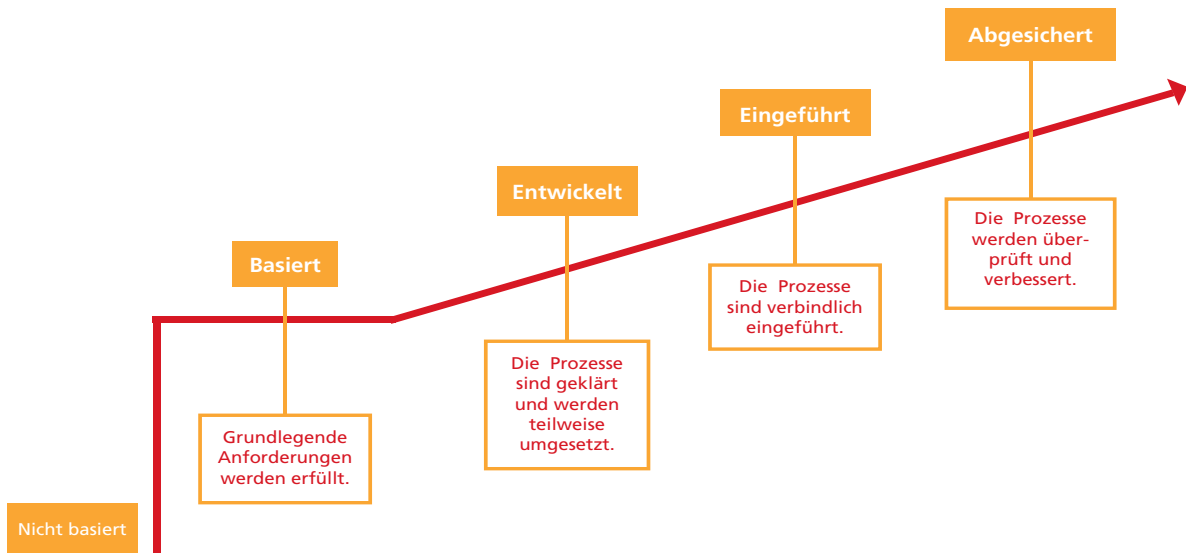 Abgesichert
Eingeführt
Entwickelt
Basiert
Die Prozesse
werden über-
prüft und
verbessert.
Die Prozesse
sind verbindlich
eingeführt.
Die Prozesse
sind geklärt
und werden
teilweise
umgesetzt.
Grundlegende
Anforderungen
werden erfüllt.
Nicht basiert